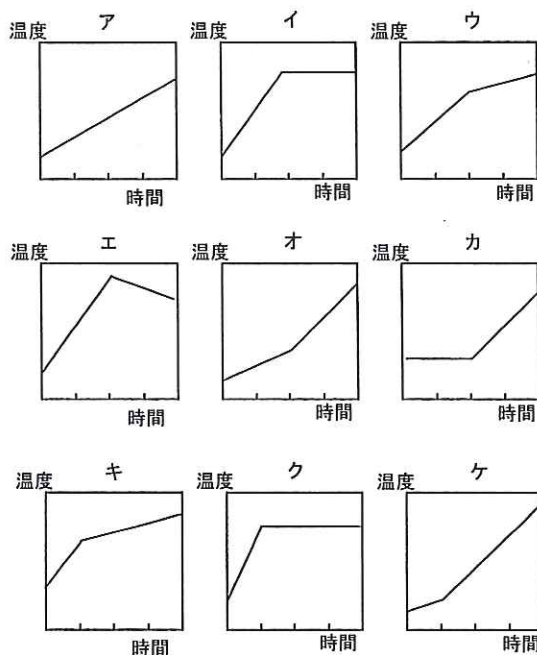 ア イ ウ
温度 温度 温度
時間 時間 時間
エ オ カ
温度 温度 温度
時間 時間 時間
キ ク ケ
温度 温度 温度
時間 時間 時間